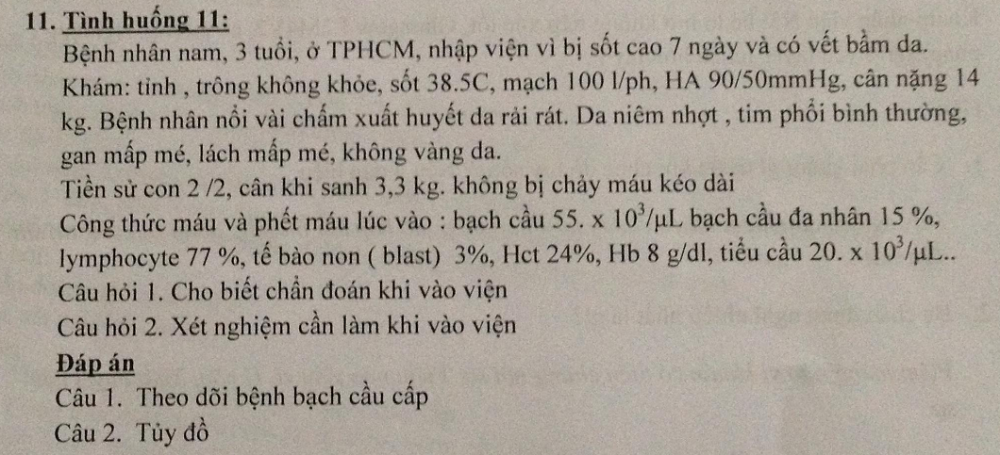 11. Tình huống 11:
Bệnh nhân nam, 3 tuổi, ở TPHCM, nhập viện vì bị sốt cao 7 ngày và có vết bầm da.
Khám: tỉnh , trông không khỏe, sốt 38.5C, mạch 100 l/ph, HA 90/50mmHg, cân nặng 14
kg. Bệnh nhân nổi vài chấm xuất huyết da rải rát. Da niêm nhợt , tim phổi bình thường,
gan mấp mé, lách mấp mé, không vàng da.
Tiền sử con 2 /2, cân khi sanh 3,3 kg. không bị chảy máu kéo dài
Công thức máu và phết máu lúc vào : bạch cầu 55. x 10³/µL bạch cầu đa nhân 15 %,
lymphocyte 77 %, tế bào non ( blast) 3%, Hct 24%, Hb 8 g/dl, tiểu cầu 20. x 10³/µL..
Câu hỏi 1. Cho biết chẩn đoán khi vào viện
Câu hỏi 2. Xét nghiệm cần làm khi vào viện
Đáp án
Câu 1. Theo dõi bệnh bạch cầu cấp
Câu 2. Tủy đồ